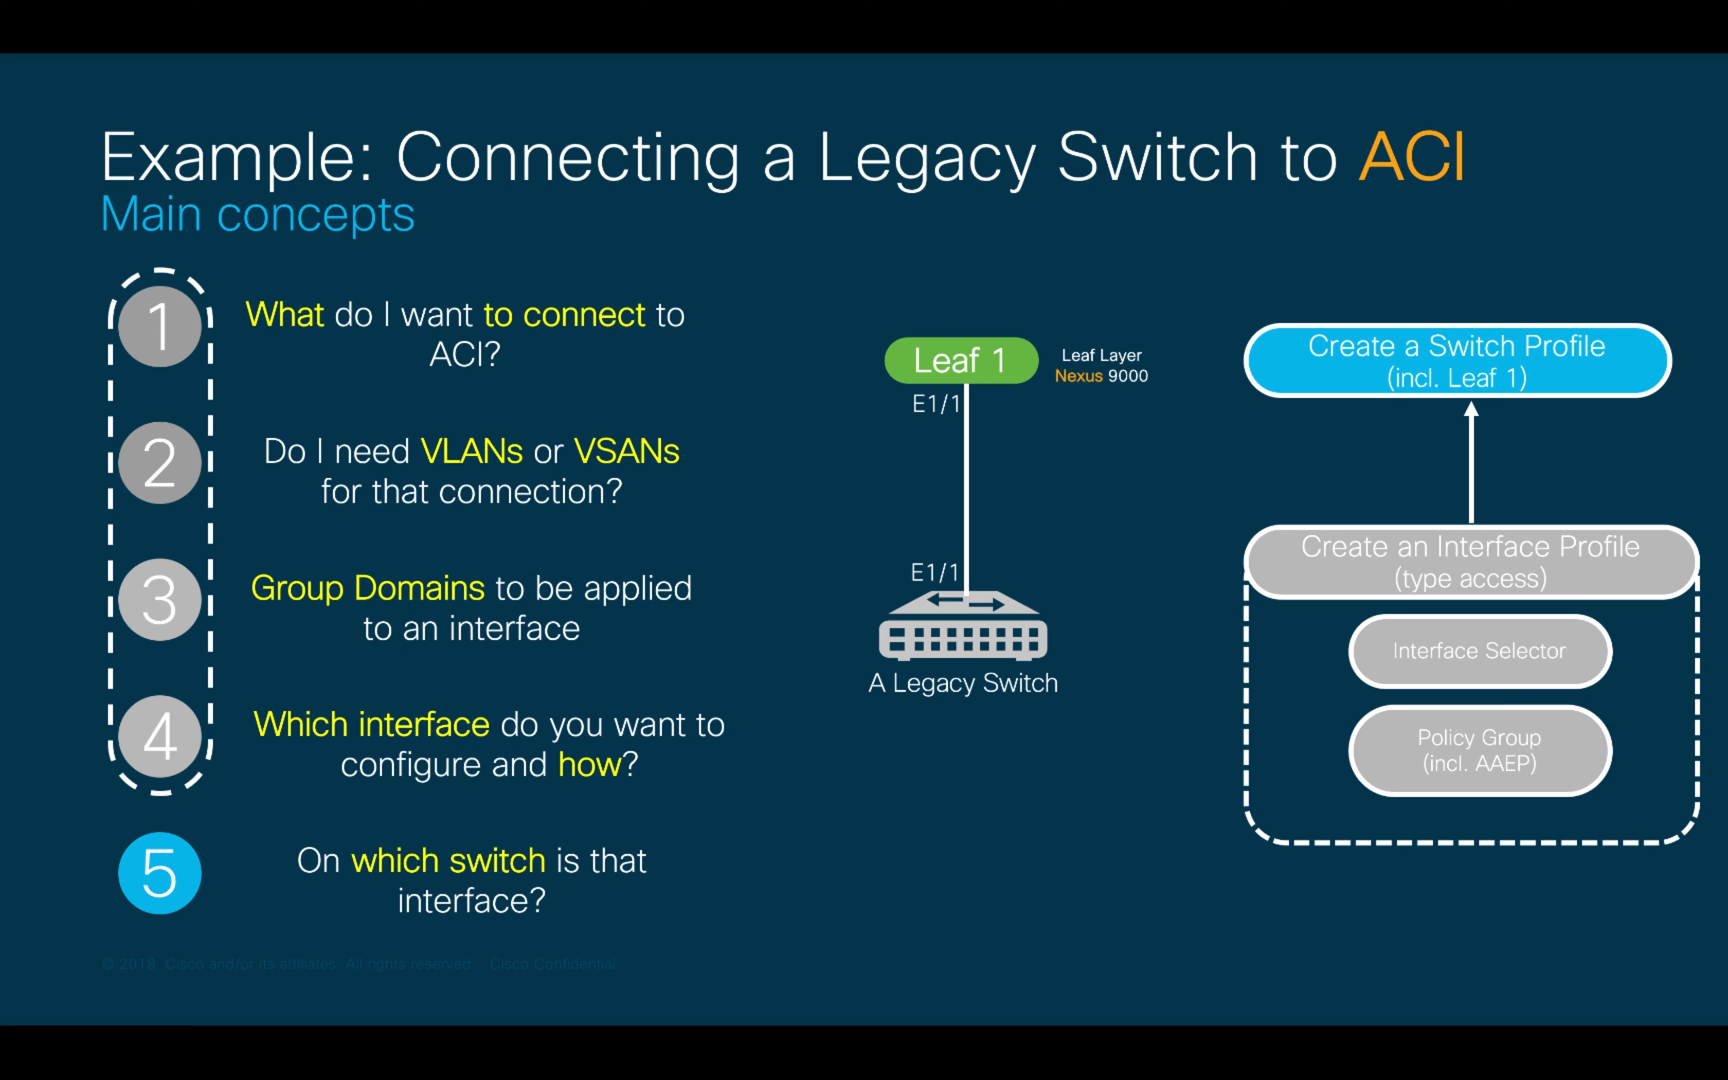 Example: Connecting a Legacy Switch to ACI
Main concepts
1
What do I want to connect to
ACI?
2
Do I need VLANs or VSANs
for that connection?
3
Group Domains to be applied
to an interface
4
Which interface do you want to
configure and how?
5
On which switch is that
interface?
Leaf 1
Leaf Layer
Nexus 9000
E1/1
E1/1
A Legacy Switch
Create a Switch Profile
(incl. Leaf 1)
Create an Interface Profile
(type access)
Interface Selector
Policy Group
(incl. AAEP)
© 2018 Cisco and/or its affiliates. All rights reserved. Cisco Confidential